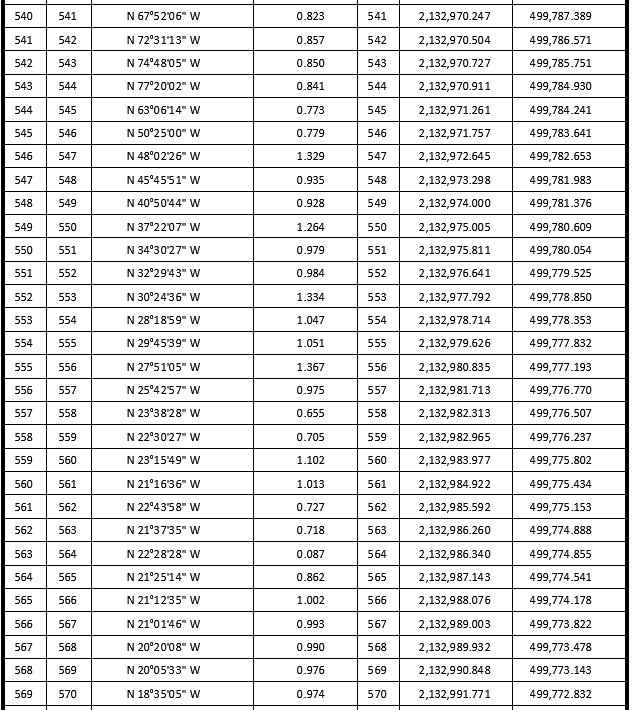 540 541 N 67°52'06" W 0.823 541 2,132,970.247 499,787.389
541 542 N 72°31'13" W 0.857 542 2,132,970.504 499,786.571
542 543 N 74°48'05" W 0.850 543 2,132,970.727 499,785.751
543 544 N 77°20'02" W 0.841 544 2,132,970.911 499,784.930
544 545 N 63°06'14" W 0.773 545 2,132,971.261 499,784.241
545 546 N 50°25'00" W 0.779 546 2,132,971.757 499,783.641
546 547 N 48°02'26" W 1.329 547 2,132,972.645 499,782.653
547 548 N 45°45'51" W 0.935 548 2,132,973.298 499,781.983
548 549 N 40°50'44" W 0.928 549 2,132,974.000 499,781.376
549 550 N 37°22'07" W 1.264 550 2,132,975.005 499,780.609
550 551 N 34°30'27" W 0.979 551 2,132,975.811 499,780.054
551 552 N 32°29'43" W 0.984 552 2,132,976.641 499,779.525
552 553 N 30°24'36" W 1.334 553 2,132,977.792 499,778.850
553 554 N 28°18'59" W 1.047 554 2,132,978.714 499,778.353
554 555 N 29°45'39" W 1.051 555 2,132,979.626 499,777.832
555 556 N 27°51'05" W 1.367 556 2,132,980.835 499,777.193
556 557 N 25°42'57" W 0.975 557 2,132,981.713 499,776.770
557 558 N 23°38'28" W 0.655 558 2,132,982.313 499,776.507
558 559 N 22°30'27" W 0.705 559 2,132,982.965 499,776.237
559 560 N 23°15'49" W 1.102 560 2,132,983.977 499,775.802
560 561 N 21°16'36" W 1.013 561 2,132,984.922 499,775.434
561 562 N 22°43'58" W 0.727 562 2,132,985.592 499,775.153
562 563 N 21°37'35" W 0.718 563 2,132,986.260 499,774.888
563 564 N 22°28'28" W 0.087 564 2,132,986.340 499,774.855
564 565 N 21°25'14" W 0.862 565 2,132,987.143 499,774.541
565 566 N 21°12'35" W 1.002 566 2,132,988.076 499,774.178
566 567 N 21°01'46" W 0.993 567 2,132,989.003 499,773.822
567 568 N 20°20'08" W 0.990 568 2,132,989.932 499,773.478
568 569 N 20°05'33" W 0.976 569 2,132,990.848 499,773.143
569 570 N 18°35'05" W 0.974 570 2,132,991.771 499,772.832